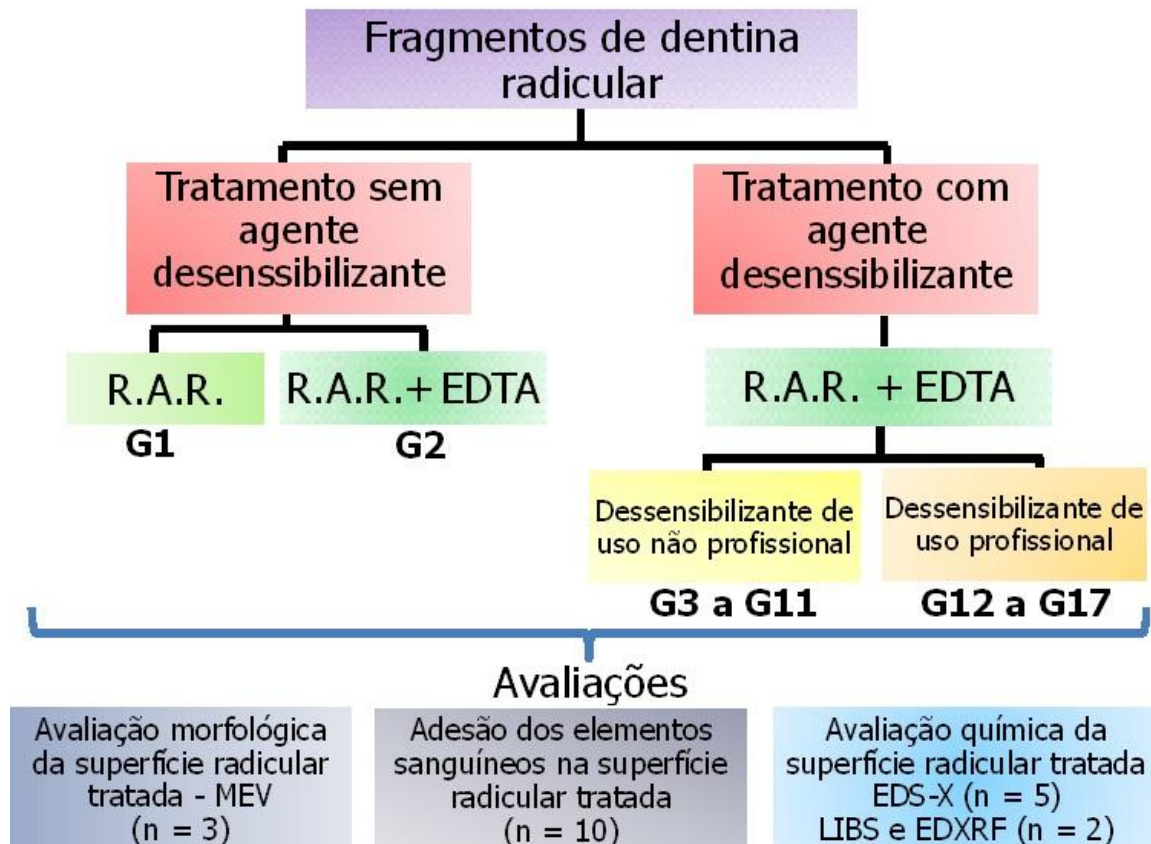 Fragmentos de dentina
radicular
Tratamento sem
agente
desenssibilizante
Tratamento com
agente
desenssibilizante
R.A.R.
R.A.R.+ EDTA
R.A.R. + EDTA
G1
G2
Dessensibilizante de
uso não profissional
Dessensibilizante de
uso profissional
G3 a G11
G12 a G17
Avaliações
Avaliação morfológica
da superfície radicular
tratada - MEV
(n = 3)
Adesão dos elementos
sanguíneos na superfície
radicular tratada
(n = 10)
Avaliação química da
superfície radicular tratada
EDS-X (n = 5)
LIBS e EDXRF (n = 2)